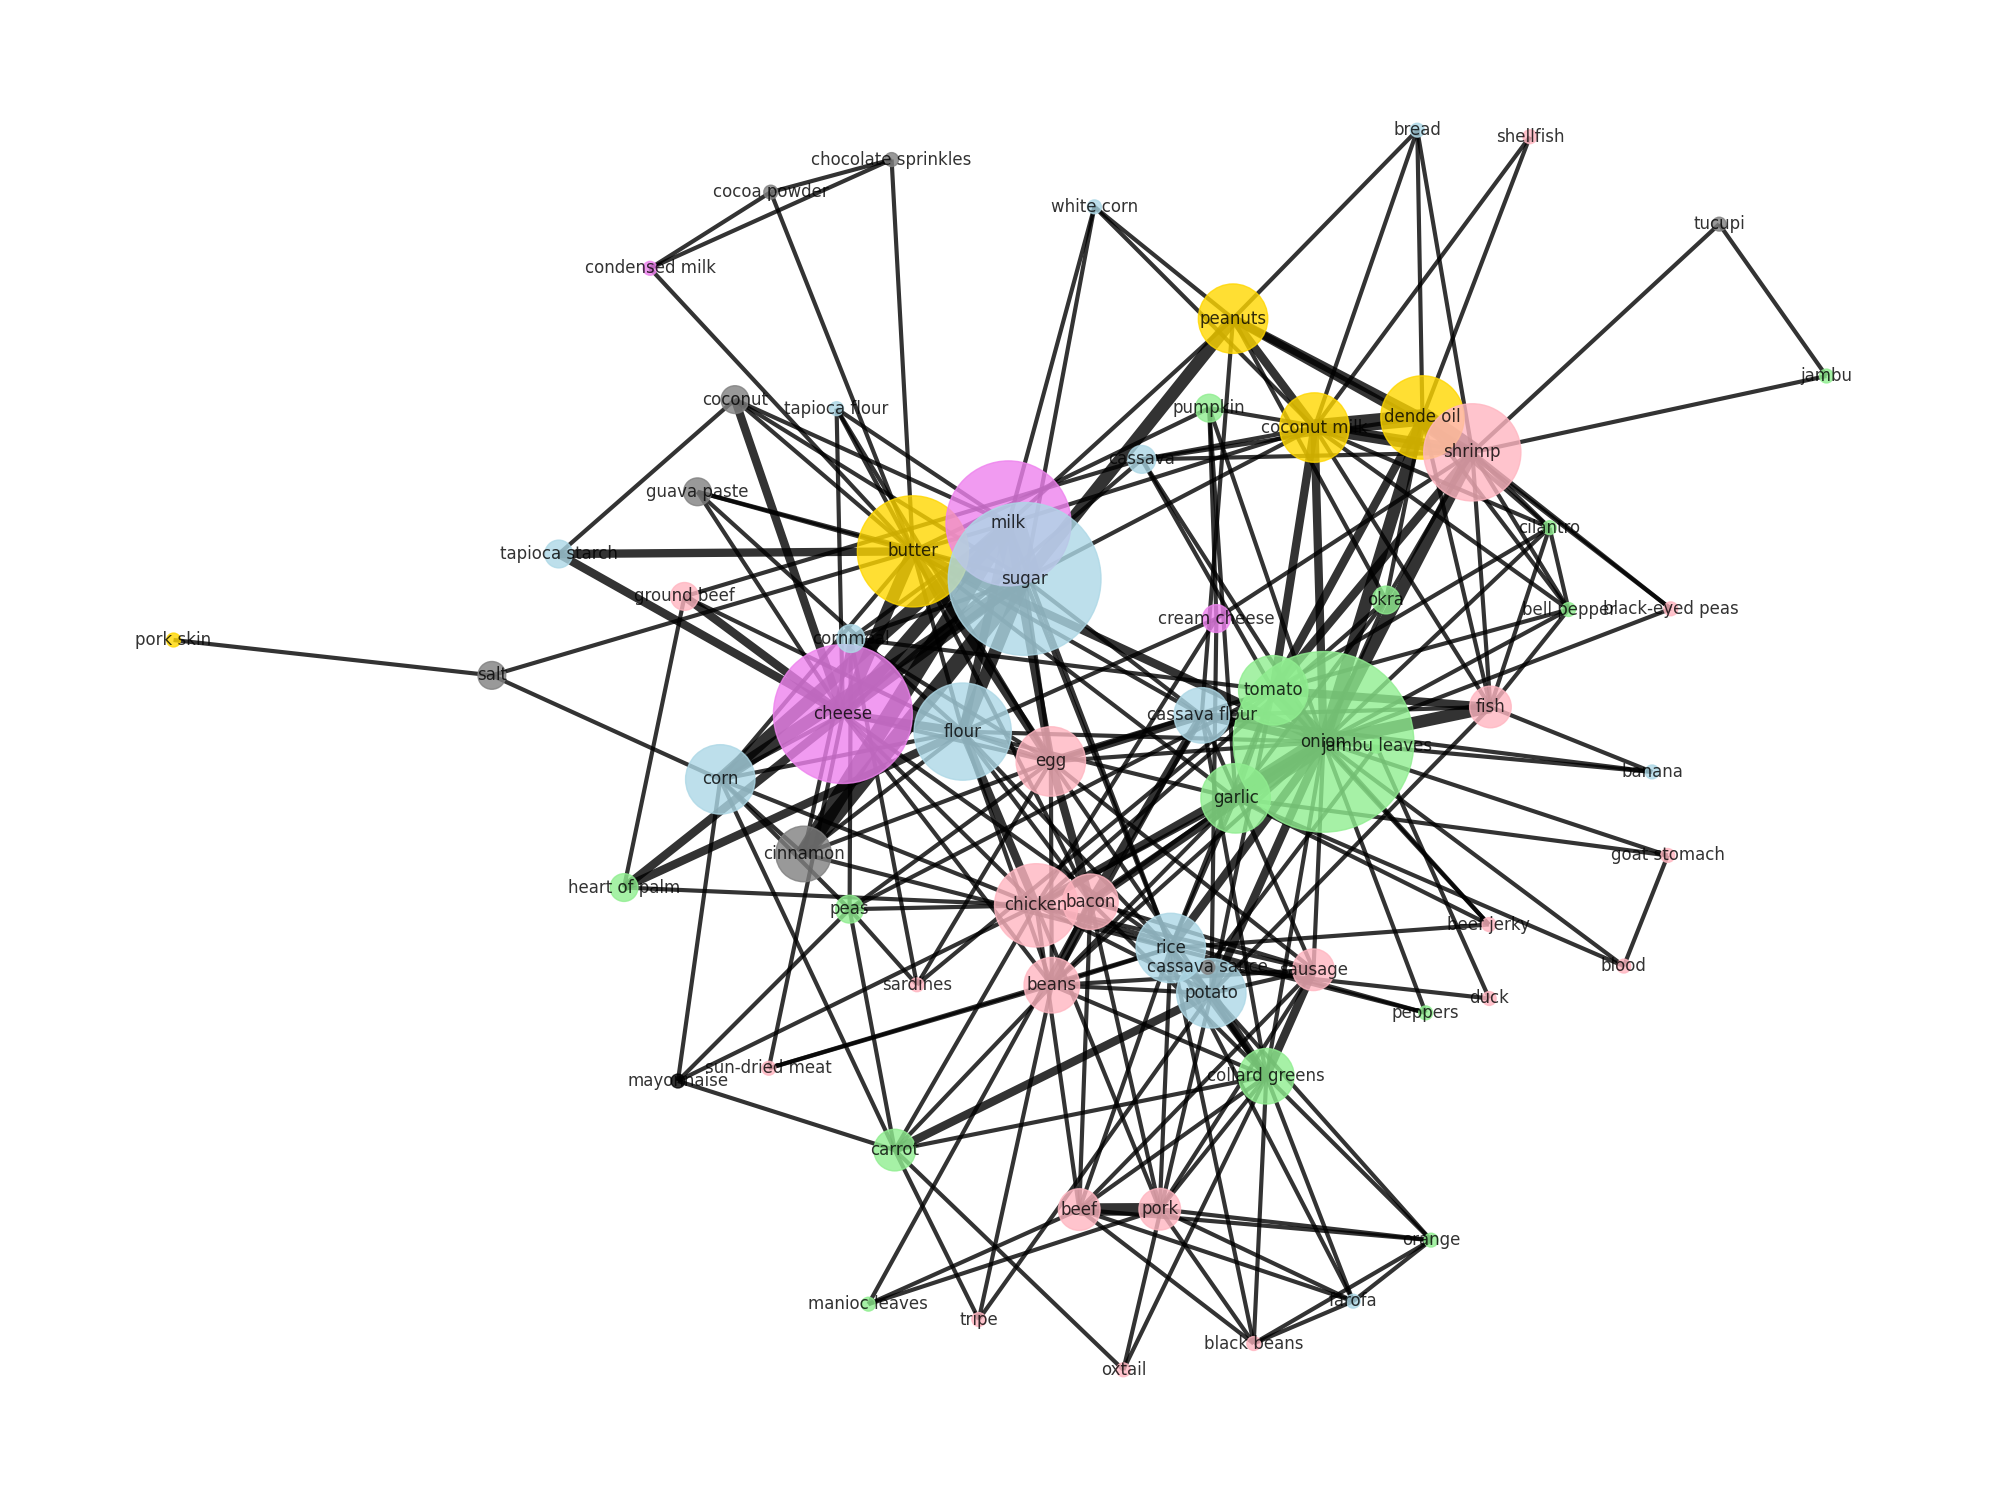 bread
shellfish
chocolate sprinkles
cocoa powder
white corn
tucupi
condensed milk
peanuts
jambu
coconut
tapioca flour
pumpkin
coconut milk
dende oil
shrimp
cassava
guava paste
milk
cilantro
butter
tapioca starch
sugar
ground beef
okra
bell pepper
black-eyed peas
cream cheese
pork skin
cornmeal
salt
tomato
fish
cheese
cassava flour
flour
onion
jambu leaves
egg
banana
corn
garlic
cinnamon
goat stomach
heart of palm
chicken
bacon
peas
beef jerky
rice
cassava sauce
sausage
blood
sardines
beans
potato
duck
peppers
sun-dried meat
mayonnaise
collard greens
carrot
beef
pork
orange
manioc leaves
farofa
tripe
black beans
oxtail